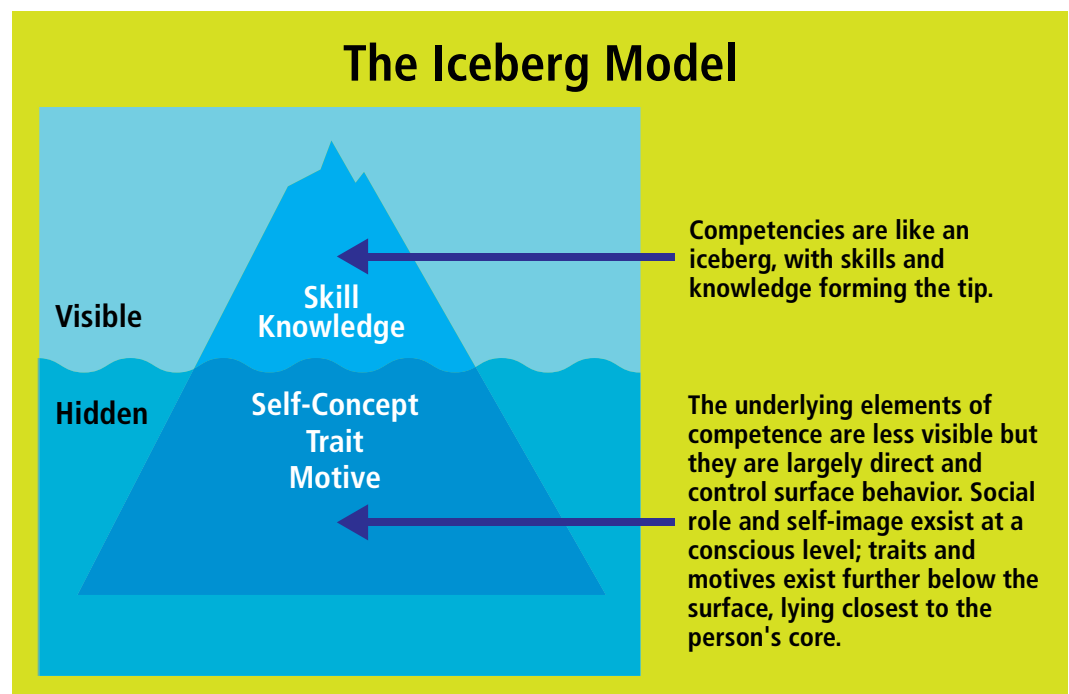 The Iceberg Model
Visible
Skill
Knowledge
Competencies are like an
iceberg, with skills and
knowledge forming the tip.
Hidden
Self-Concept
Trait
Motive
The underlying elements of
competence are less visible but
they are largely direct and
control surface behavior. Social
role and self-image exsist at a
conscious level; traits and
motives exist further below the
surface, lying closest to the
person's core.